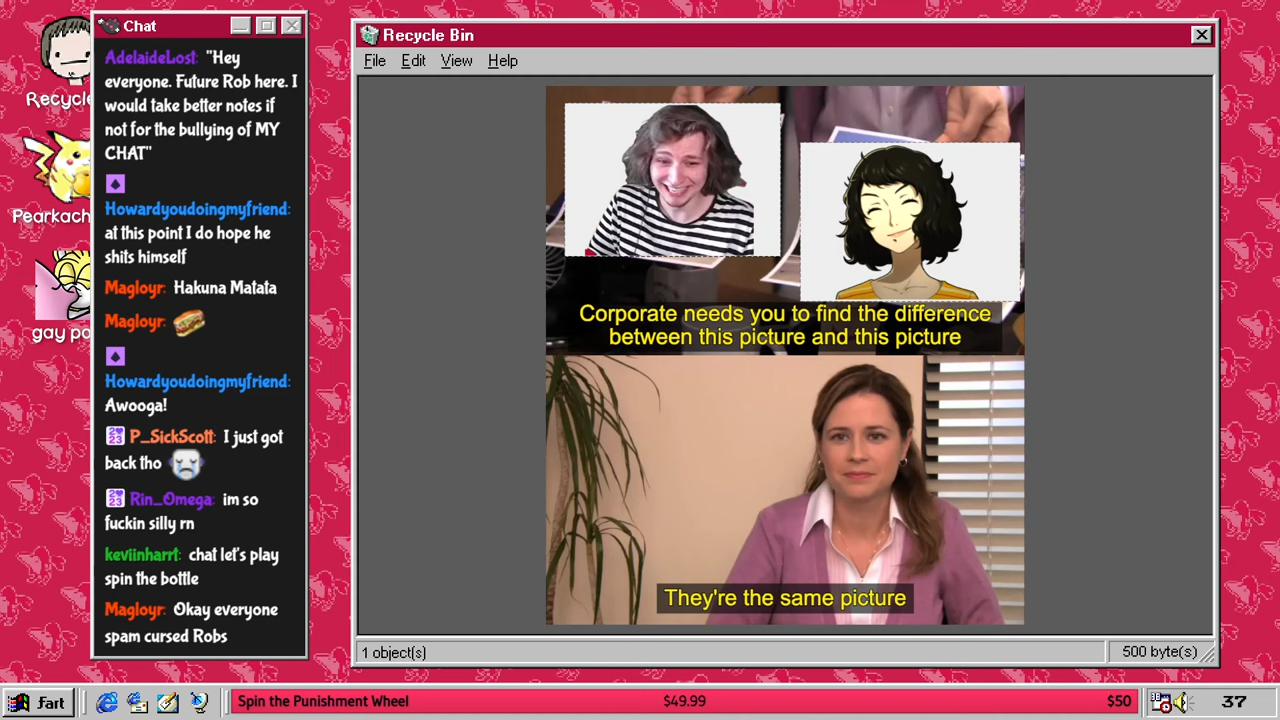 Chat
AdelaideLost: "Hey
everyone. Future Rob here. I
would take better notes if
not for the bullying of MY
CHAT"
Howardyoudoingmyfriend:
at this point I do hope he
shits himself
Magloyr: Hakuna Matata
Magloyr:
Howardyoudoingmyfriend:
Awooga!
P_SickScott: I just got
back tho
Rin_Omega: im so
fuckin silly rn
keviinharrt: chat let's play
spin the bottle
Magloyr: Okay everyone
spam cursed Robs
Recycle
Pearkach
gay po
Recycle Bin
File Edit View Help
Corporate needs you to find the difference
between this picture and this picture
They're the same picture
1 object(s) 500 byte(s)
fart
Spin the Punishment Wheel $49.99 $50
37